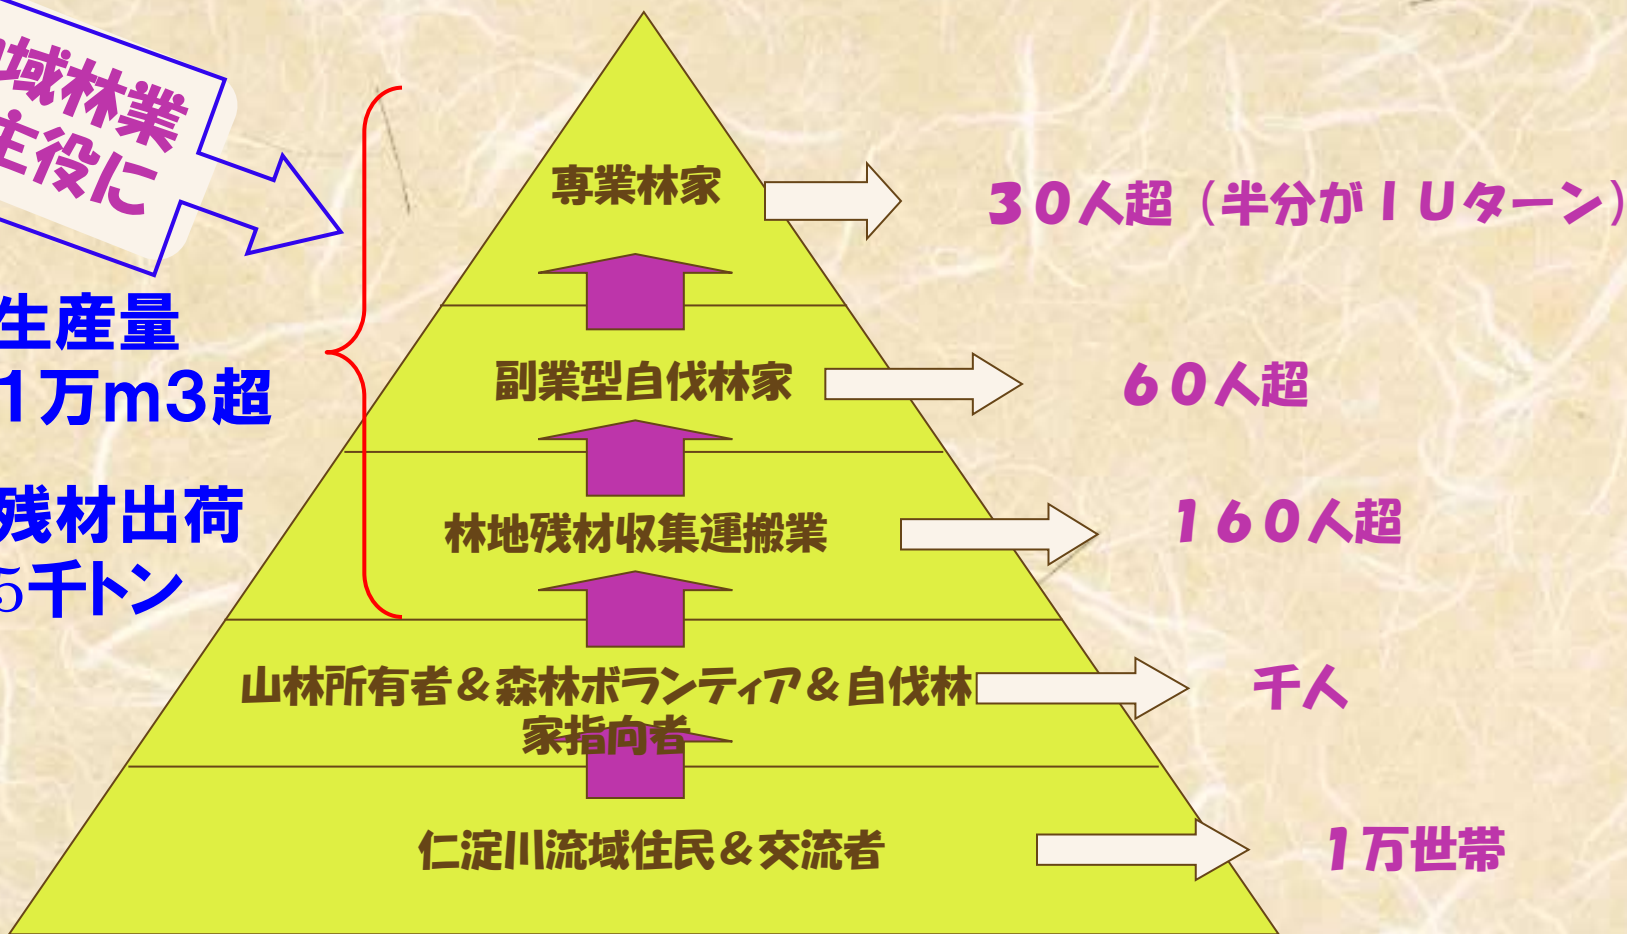 域林業
主役に
専業林家
30人超（半分がIUターン）
生産量
1万m3超
副業型自伐林家
60人超
残材出荷
5千トン
林地残材収集運搬業
160人超
山林所有者＆森林ボランティア＆自伐林
家指向者
千人
仁淀川流域住民＆交流者
1万世帯